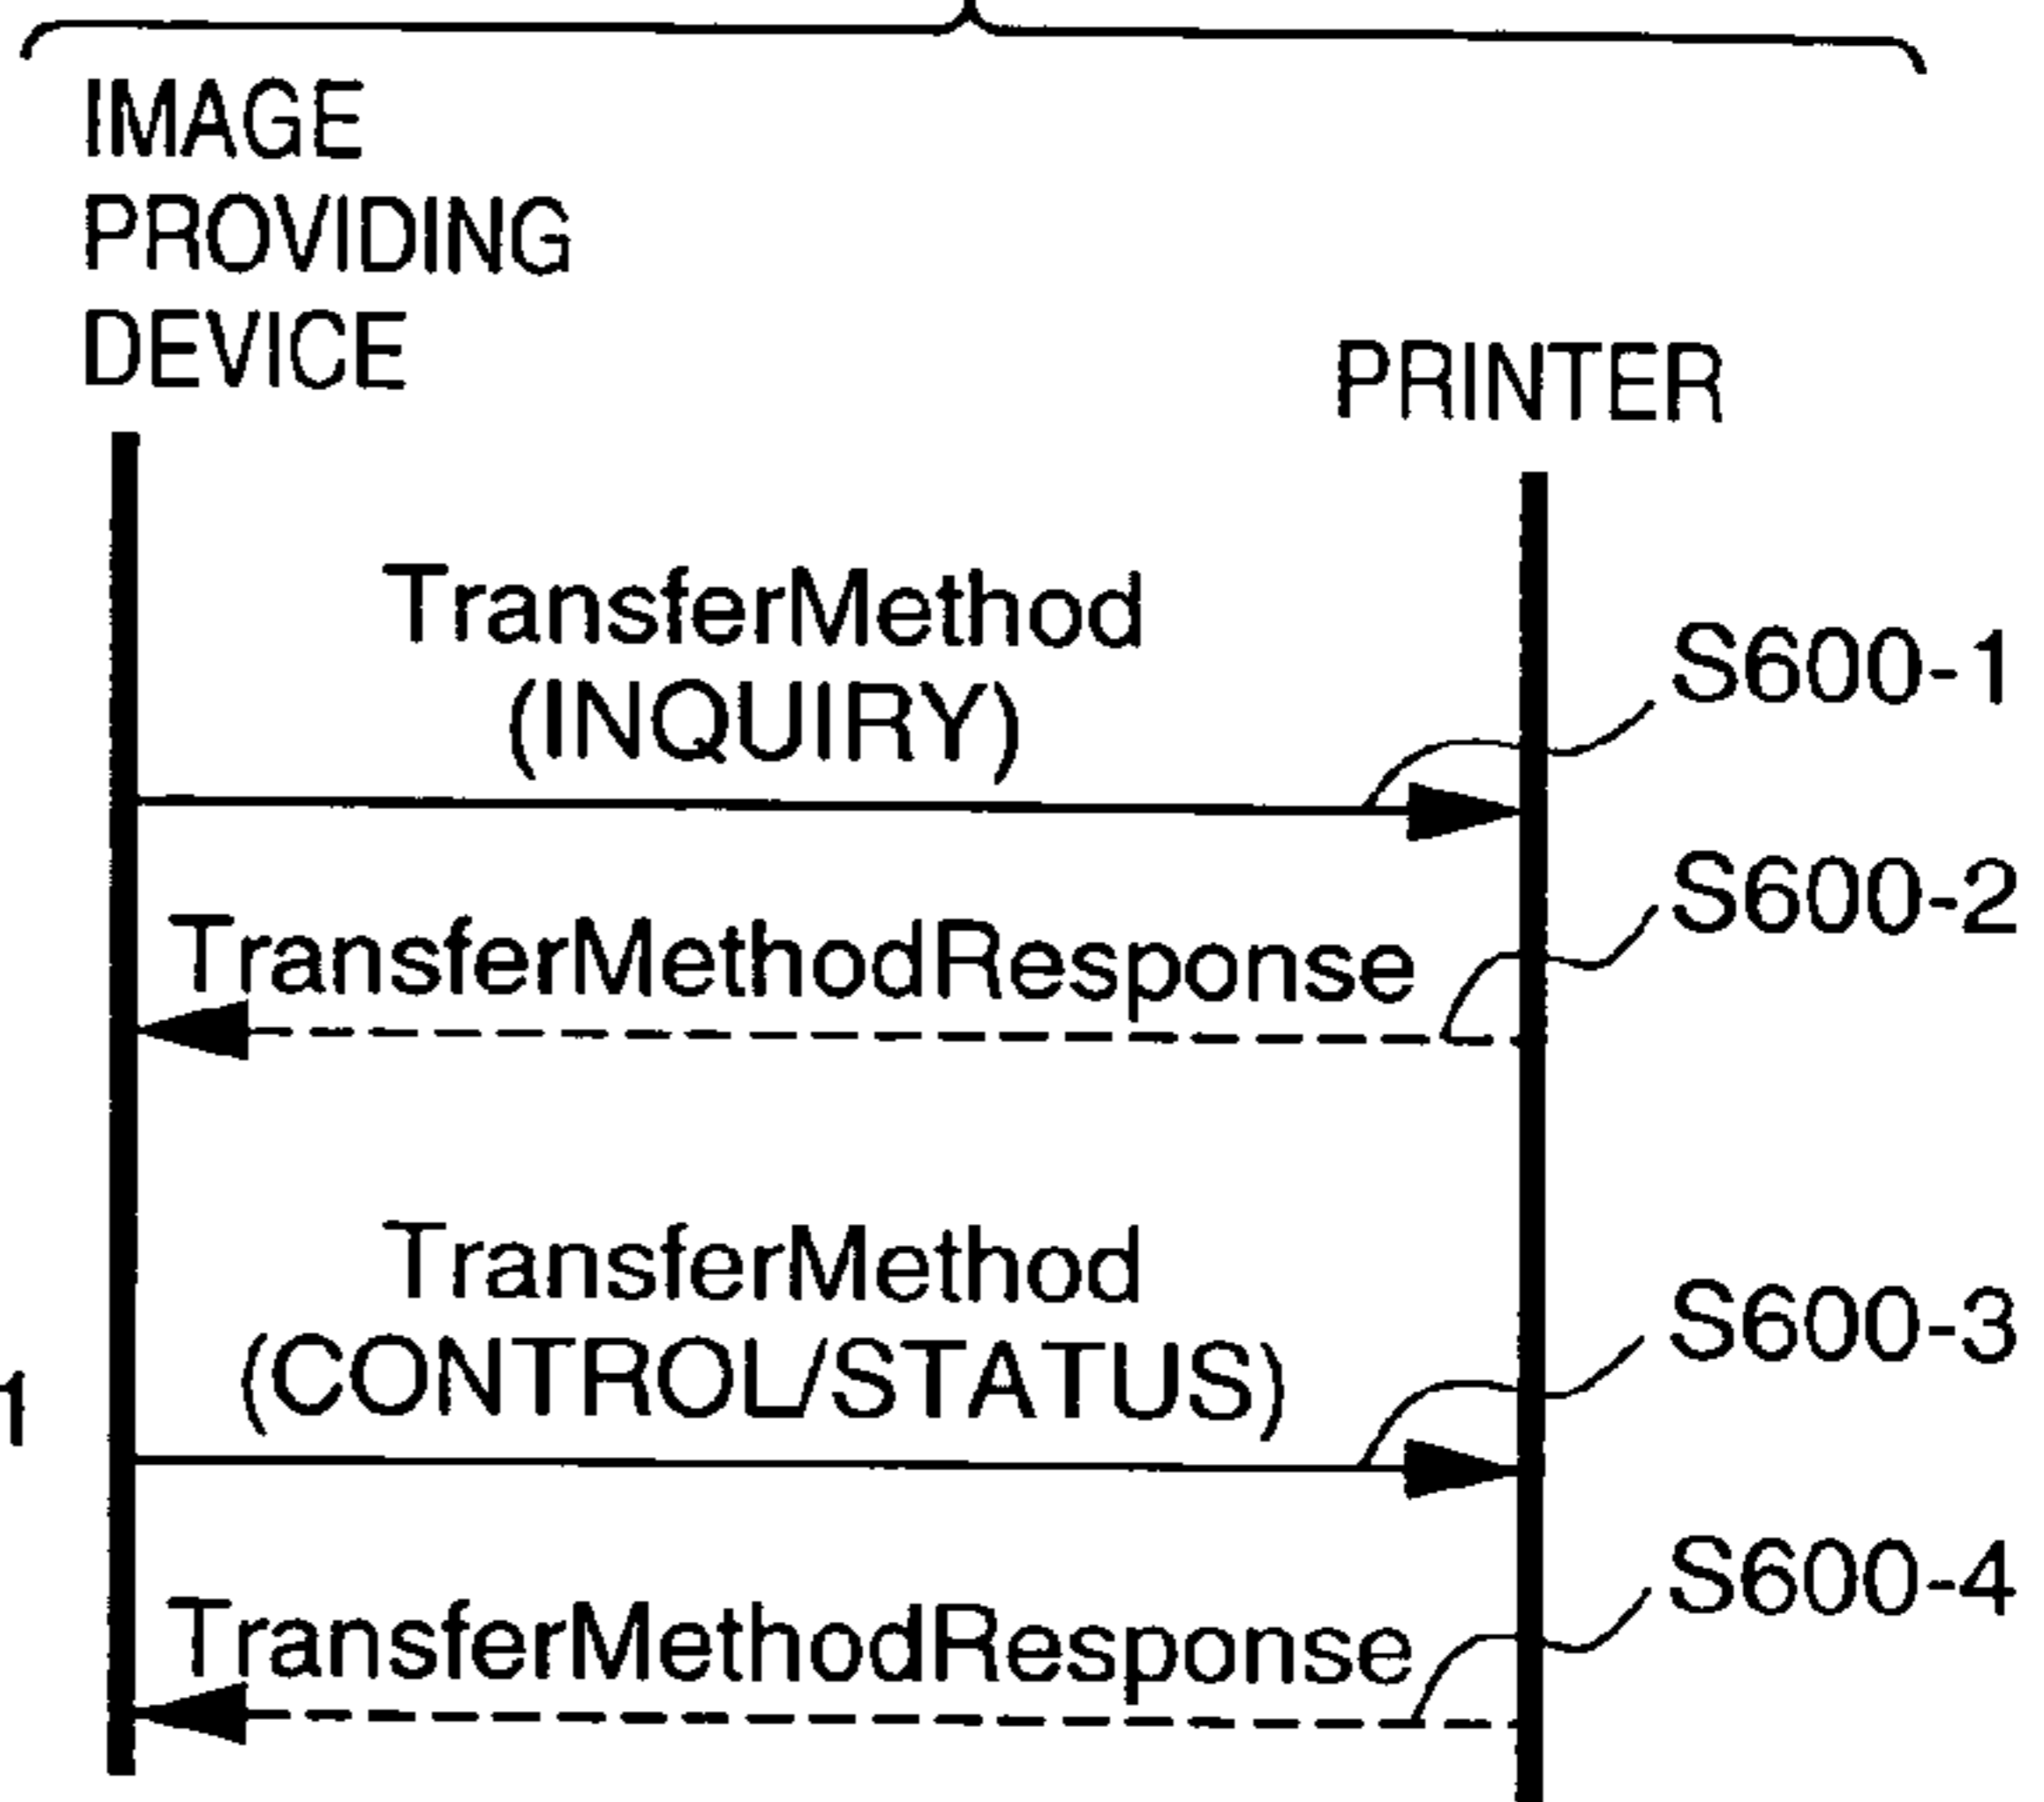 IMAGE
PROVIDING
DEVICE
PRINTER
TransferMethod
(INQUIRY)
S600-1
TransferMethodResponse
S600-2
TransferMethod
(CONTROL/STATUS)
S600-3
1
TransferMethodResponse
S600-4